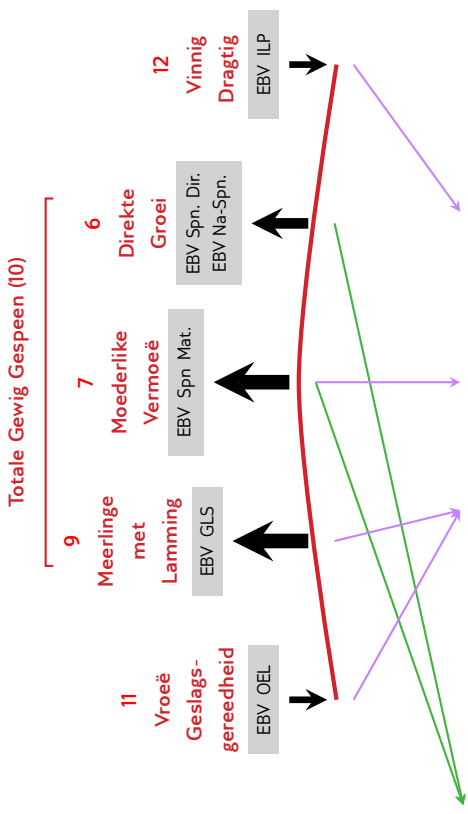 Totale Gewig Gespeen (10)
11
Vroeë
Geslags-
gereedheid
EBV OEL
9
Meerlinge
met
Lamming
EBV GLS
7
Moederlike
Vermoeë
EBV Spn Mat.
6
Direkte
Groei
EBV Spn. Dir.
EBV Na-Spn.
12
Vinnig
Dragtig
EBV ILP